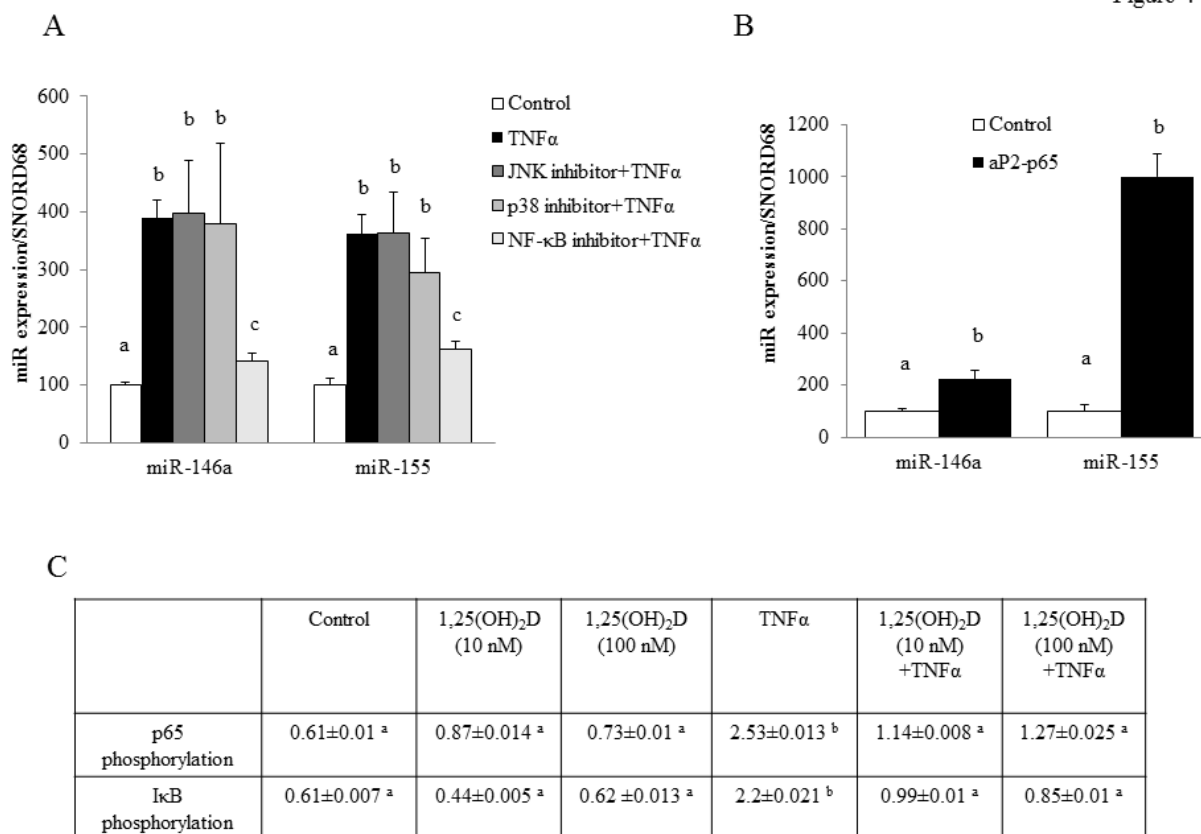 Figure 4
A
B
miR expression/SNORD68
600
500
400
300
200
100
0
a
b
b
b
c
a
b
b
b
c
miR-146a
miR-155
Control
TNFα
JNK inhibitor+TNFα
p38 inhibitor+TNFα
NF-κB inhibitor+TNFα
miR expression/SNORD68
1200
1000
800
600
400
200
0
a
b
a
b
Control
aP2-p65
miR-146a
miR-155
C
Control
1,25(OH)₂D
(10 nM)
1,25(OH)₂D
(100 nM)
TNFα
1,25(OH)₂D
(10 nM)
+TNFα
1,25(OH)₂D
(100 nM)
+TNFα
p65
phosphorylation
0.61±0.01 ᵃ
0.87±0.014 ᵃ
0.73±0.01 ᵃ
2.53±0.013 ᵇ
1.14±0.008 ᵃ
1.27±0.025 ᵃ
IκB
phosphorylation
0.61±0.007 ᵃ
0.44±0.005 ᵃ
0.62 ±0.013 ᵃ
2.2±0.021 ᵇ
0.99±0.01 ᵃ
0.85±0.01 ᵃ